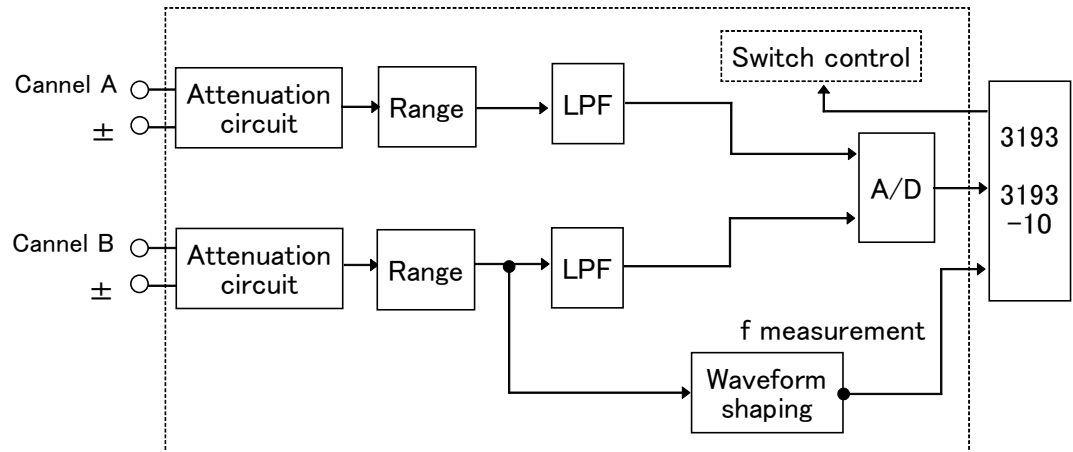 Switch control
Cannel A
±
Attenuation
circuit
Range
LPF
3193
3193
-10
A/D
Cannel B
±
Attenuation
circuit
Range
LPF
f measurement
Waveform
shaping